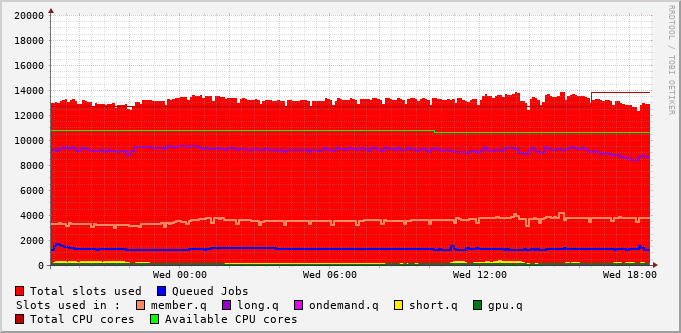 20000
18000
16000
14000
12000
10000
8000
6000
4000
2000
0
Wed 00:00 Wed 06:00 Wed 12:00 Wed 18:00
RRDTOOL / TOBI OETIKER
Total slots used Queued Jobs
Slots used in : member.q long.q ondemand.q short.q gpu.q
Total CPU cores Available CPU cores